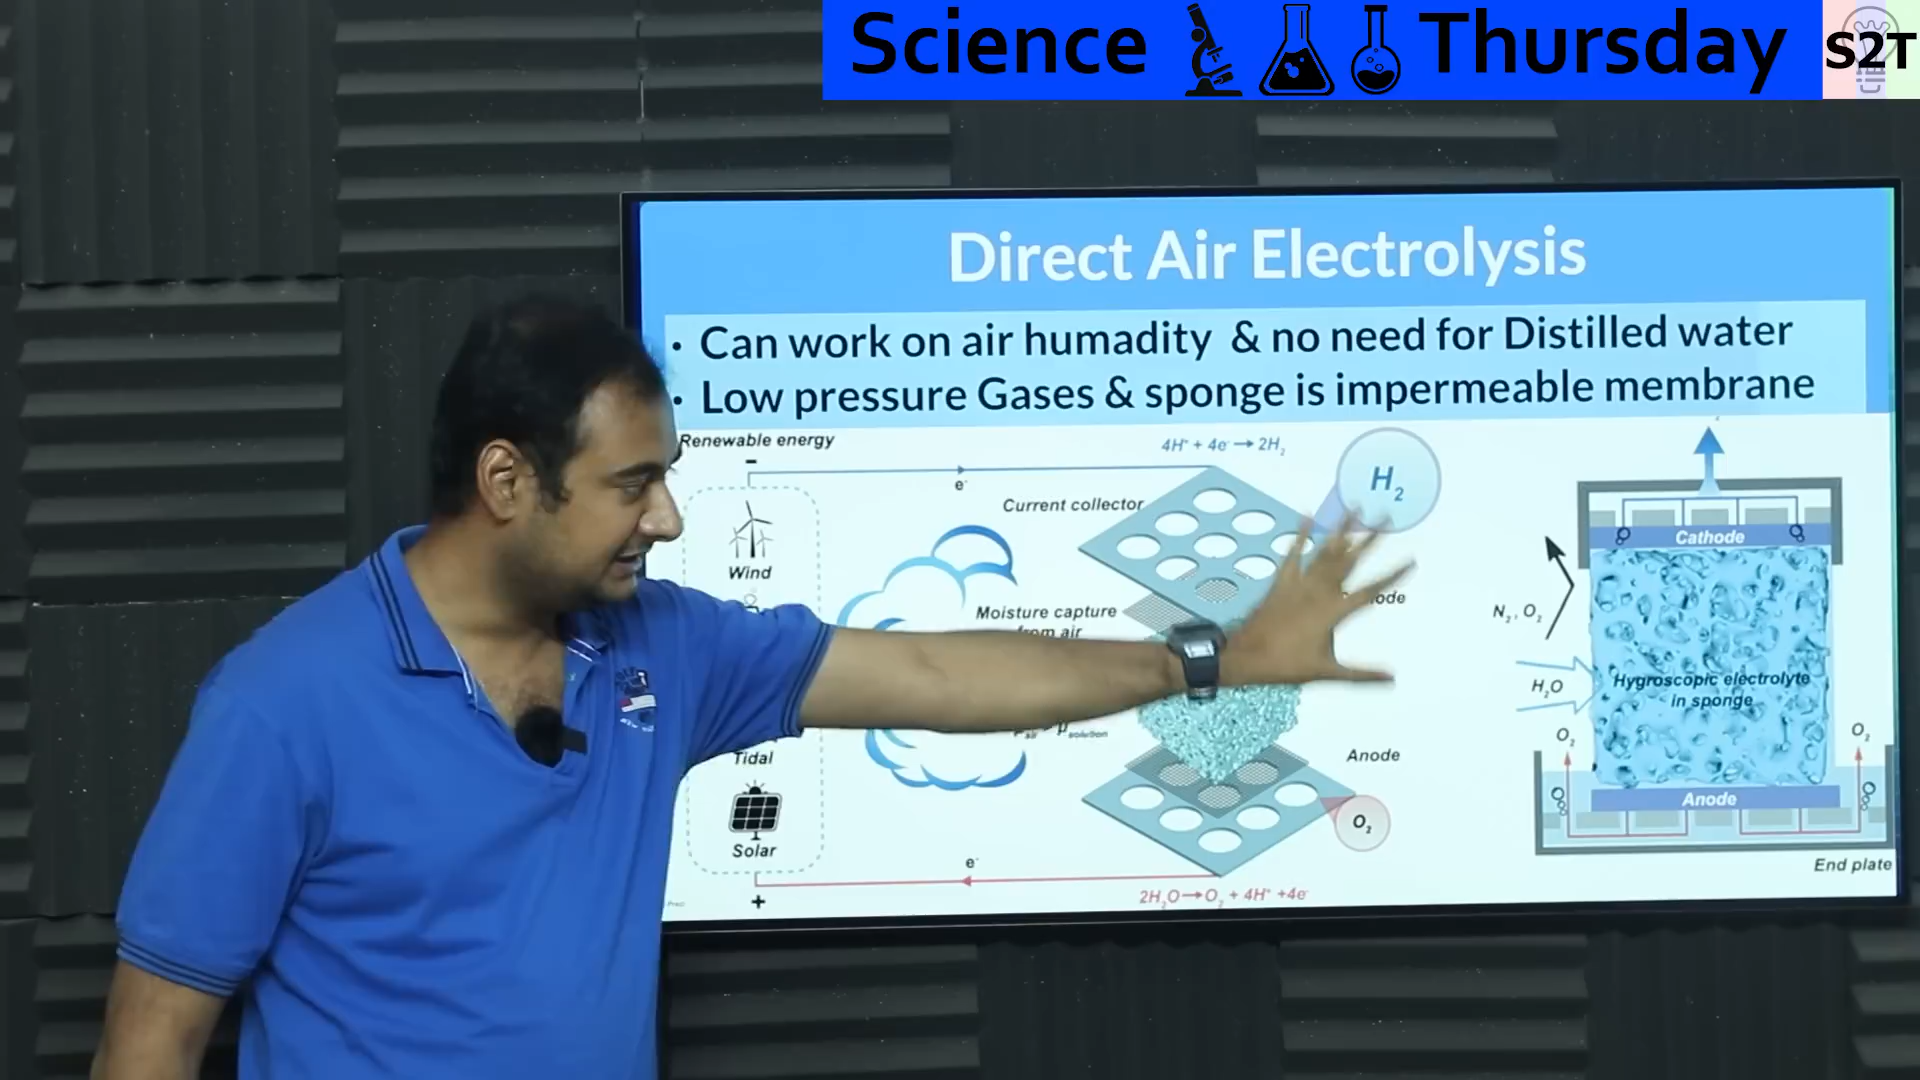 Science Thursday
S2T
Direct Air Electrolysis
• Can work on air humadity & no need for Distilled water
• Low pressure Gases & sponge is impermeable membrane
Renewable energy
−
e⁻
4H⁺ + 4e⁻ → 2H₂
H₂
Current collector
Wind
Moisture capture
from air
Cathode
N₂, O₂
H₂O
Hygroscopic electrolyte
in sponge
Tidal
Anode
O₂
O₂
Anode
Solar
O₂
e⁻
End plate
+
2H₂O→O₂ + 4H⁺ +4e⁻